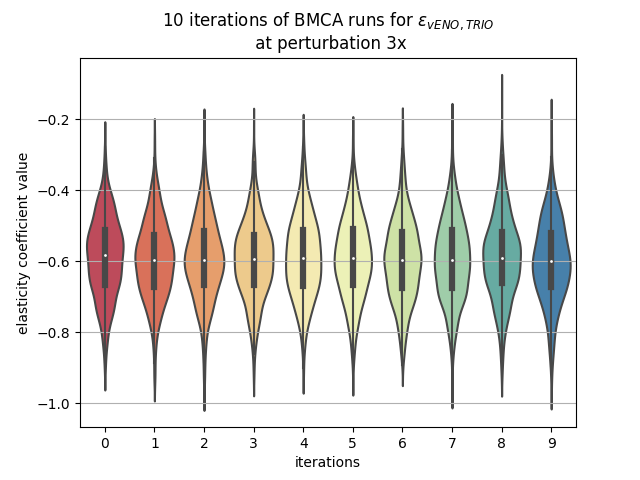 10 iterations of BMCA runs for ε_{vENO, TRIO}
at perturbation 3x
elasticity coefficient value
−0.2
−0.4
−0.6
−0.8
−1.0
0 1 2 3 4 5 6 7 8 9
iterations